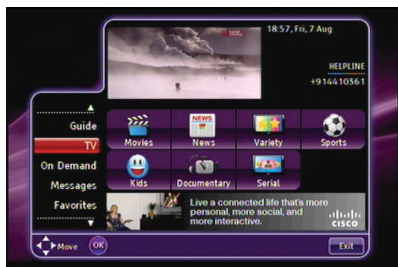 18:57, Fri, 7 Aug
HELPLINE
+914410361
Guide
TV
On Demand
Messages
Favorites
Movies
News
Variety
Sports
Kids
Documentary
Serial
NEWS
Live a connected life that's more
personal, more social, and
more interactive.
CISCO
Move
OK
Exit